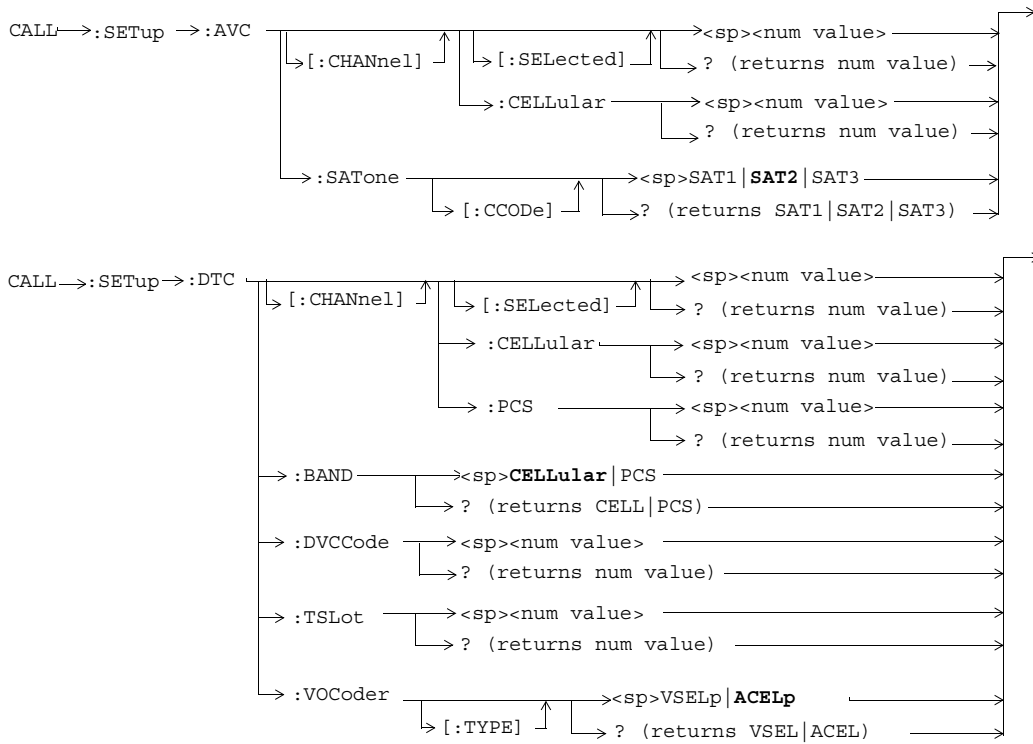 CALL :SETup :AVC <sp><num value>
[:CHANnel] [:SELected] ? (returns num value)
:CELLular <sp><num value>
? (returns num value)
:SATone <sp>SAT1|SAT2|SAT3
[:CCODe] ? (returns SAT1|SAT2|SAT3)
CALL :SETup :DTC <sp><num value>
[:CHANnel] [:SELected] ? (returns num value)
:CELLular <sp><num value>
? (returns num value)
:PCS <sp><num value>
? (returns num value)
:BAND <sp>CELLular|PCS
? (returns CELL|PCS)
:DVCCode <sp><num value>
? (returns num value)
:TSLot <sp><num value>
? (returns num value)
:VOCoder <sp>VSELp|ACELp
[:TYPE] ? (returns VSEL|ACEL)